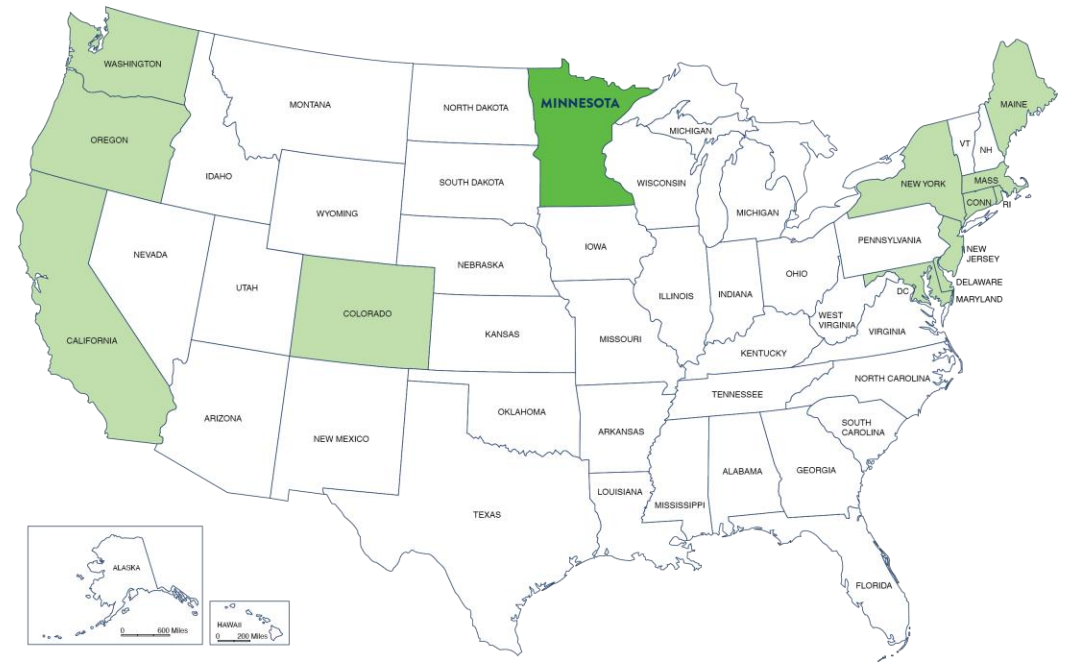 WASHINGTON
MONTANA
NORTH DAKOTA
MINNESOTA
MAINE
OREGON
MICHIGAN
VT
NH
IDAHO
SOUTH DAKOTA
WISCONSIN
NEW YORK
MASS
CONN
RI
WYOMING
MICHIGAN
IOWA
PENNSYLVANIA
NEVADA
NEBRASKA
OHIO
NEW
JERSEY
UTAH
ILLINOIS
INDIANA
DELAWARE
DC
MARYLAND
COLORADO
WEST
VIRGINIA
VIRGINIA
CALIFORNIA
KANSAS
MISSOURI
KENTUCKY
NORTH CAROLINA
TENNESSEE
ARIZONA
NEW MEXICO
OKLAHOMA
ARKANSAS
SOUTH
CAROLINA
ALABAMA
GEORGIA
LOUISIANA
MISSISSIPPI
TEXAS
FLORIDA
ALASKA
0 600 Miles
HAWAII
0 200 Miles